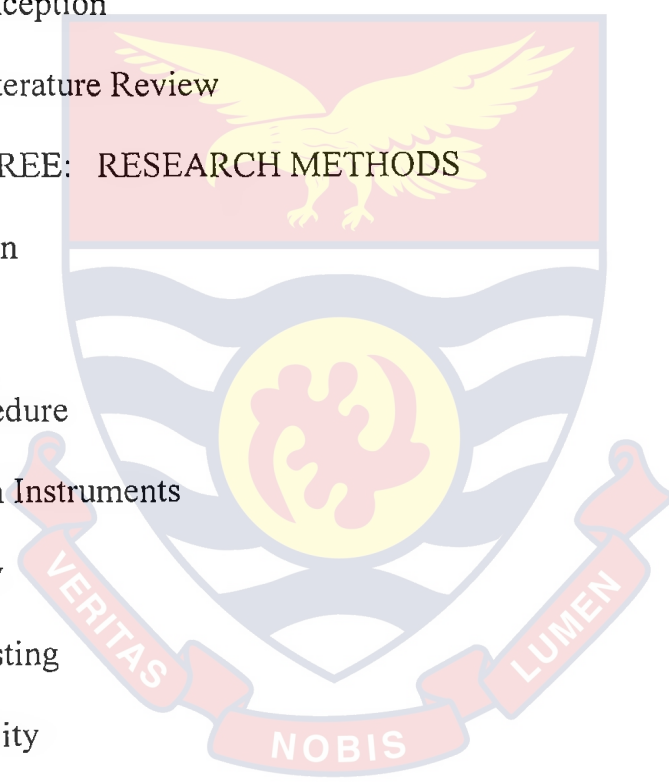 ception
terature Review
REE: RESEARCH METHODS
n
edure
n Instruments
y
sting
ity
VERITAS
NOBIS
LUMEN